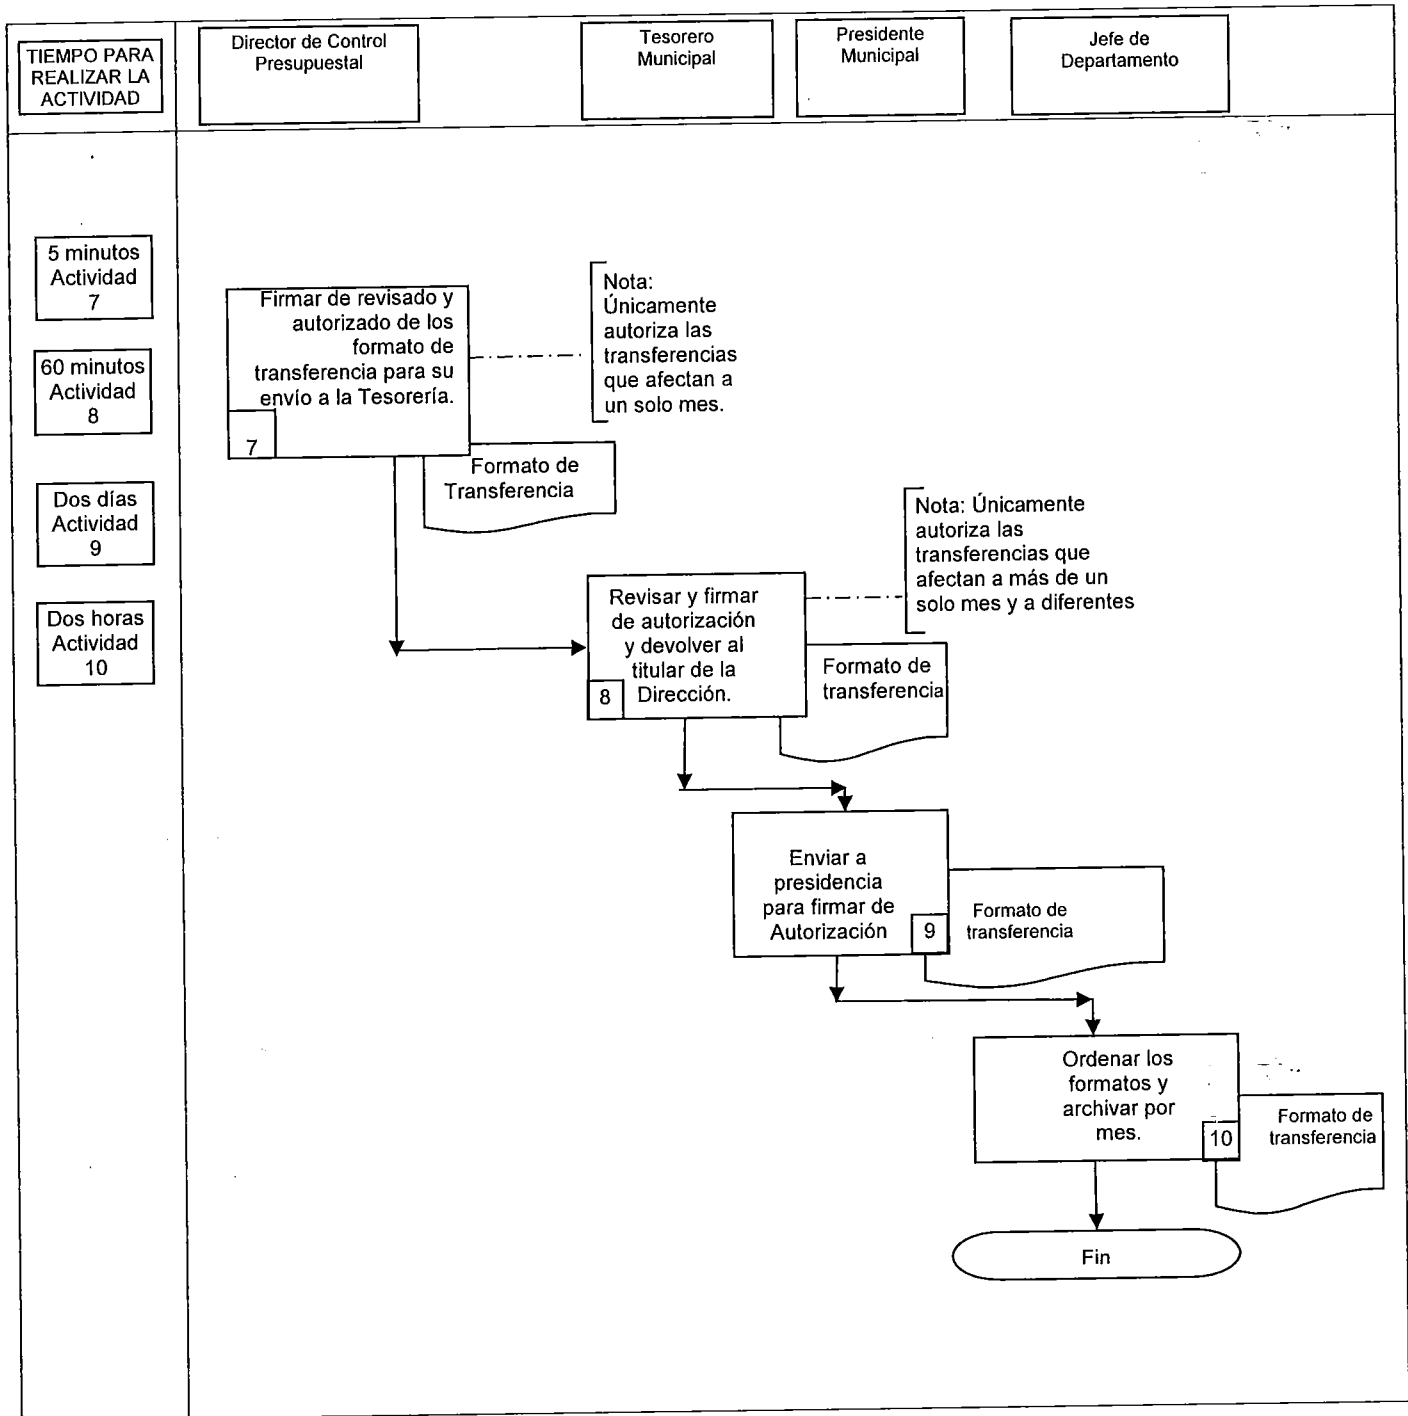 TIEMPO PARA
REALIZAR LA
ACTIVIDAD
Director de Control
Presupuestal
Tesorero
Municipal
Presidente
Municipal
Jefe de
Departamento
5 minutos
Actividad
7
60 minutos
Actividad
8
Dos días
Actividad
9
Dos horas
Actividad
10
Firmar de revisado y
autorizado de los
formato de
transferencia para su
envío a la Tesorería.
7
Nota:
Únicamente
autoriza las
transferencias
que afectan a
un solo mes.
Formato de
Transferencia
Nota: Únicamente
autoriza las
transferencias que
afectan a más de un
solo mes y a diferentes
Revisar y firmar
de autorización
y devolver al
titular de la
Dirección.
8
Formato de
transferencia
Enviar a
presidencia
para firmar de
Autorización
9
Formato de
transferencia
Ordenar los
formatos y
archivar por
mes.
10
Formato de
transferencia
Fin